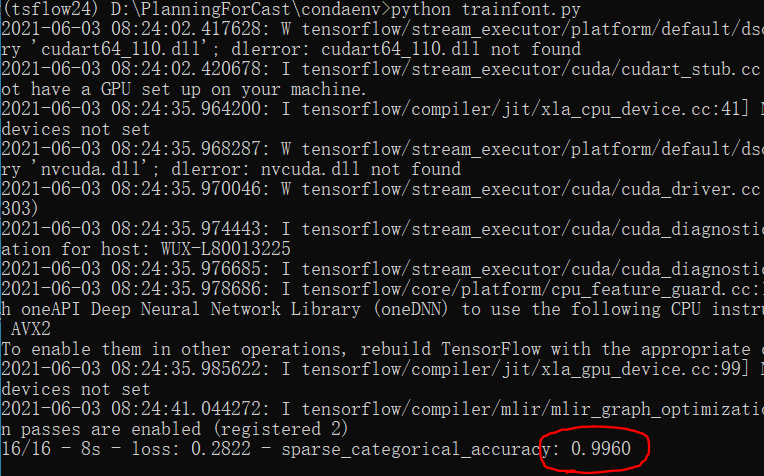 (tsflow24) D:\PlanningForCast\condaenv>python trainfont.py
2021-06-03 08:24:02.417628: W tensorflow/stream_executor/platform/default/dso
ry 'cudart64_110.dll'; dlerror: cudart64_110.dll not found
2021-06-03 08:24:02.420678: I tensorflow/stream_executor/cuda/cudart_stub.cc
ot have a GPU set up on your machine.
2021-06-03 08:24:35.964200: I tensorflow/compiler/jit/xla_cpu_device.cc:41] N
devices not set
2021-06-03 08:24:35.968287: W tensorflow/stream_executor/platform/default/dso
ry 'nvcuda.dll'; dlerror: nvcuda.dll not found
2021-06-03 08:24:35.970046: W tensorflow/stream_executor/cuda/cuda_driver.cc
303)
2021-06-03 08:24:35.974443: I tensorflow/stream_executor/cuda/cuda_diagnostic
ation for host: WUX-L80013225
2021-06-03 08:24:35.976685: I tensorflow/stream_executor/cuda/cuda_diagnostic
2021-06-03 08:24:35.978686: I tensorflow/core/platform/cpu_feature_guard.cc:1
h oneAPI Deep Neural Network Library (oneDNN) to use the following CPU instru
AVX2
To enable them in other operations, rebuild TensorFlow with the appropriate c
2021-06-03 08:24:35.985622: I tensorflow/compiler/jit/xla_gpu_device.cc:99] N
devices not set
2021-06-03 08:24:41.044272: I tensorflow/compiler/mlir/mlir_graph_optimizatio
n passes are enabled (registered 2)
16/16 - 8s - loss: 0.2822 - sparse_categorical_accuracy: 0.9960